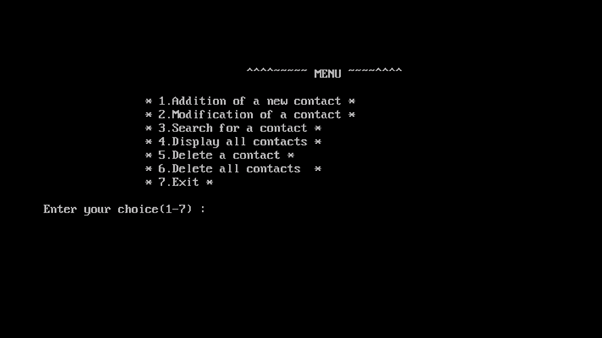 ^^^^~~~~~ MENU ~~~~^^^^
* 1.Addition of a new contact *
* 2.Modification of a contact *
* 3.Search for a contact *
* 4.Display all contacts *
* 5.Delete a contact *
* 6.Delete all contacts  *
* 7.Exit *
Enter your choice(1-7) :